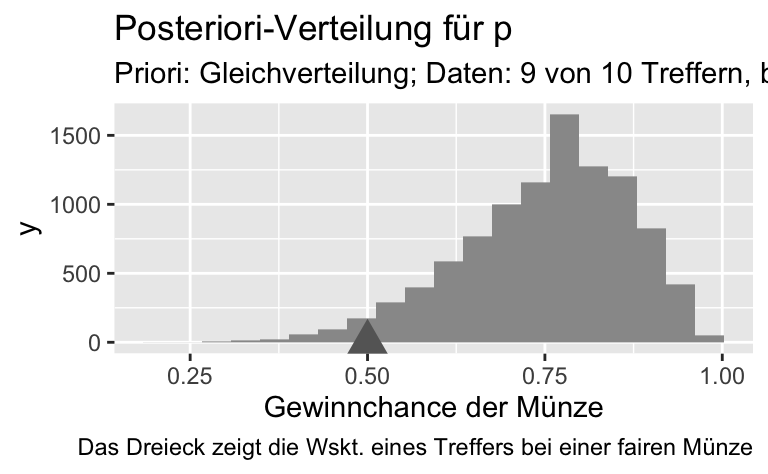 Posteriori-Verteilung für p
Priori: Gleichverteilung; Daten: 9 von 10 Treffern,
1500
1000
500
0
y
0.25 0.50 0.75 1.00
Gewinnchance der Münze
Das Dreieck zeigt die Wskt. eines Treffers bei einer fairen Münze